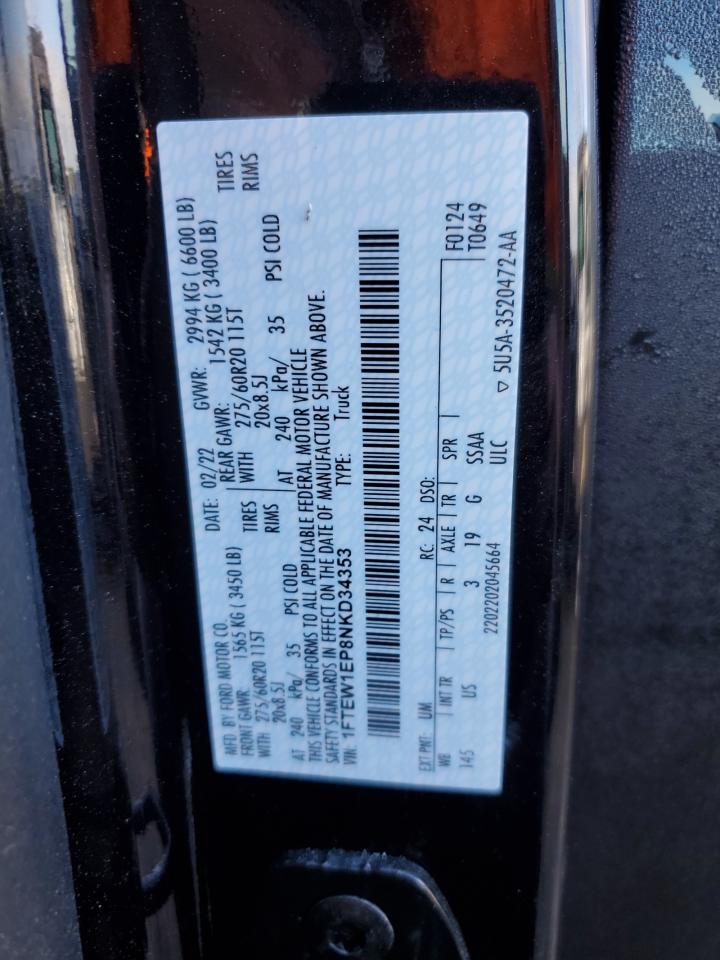 MFD. BY FORD MOTOR CO. DATE: 02/22 GVWR: 2994 KG ( 6600 LB)
FRONT GAWR: 1565 KG ( 3450 LB) REAR GAWR: 1542 KG ( 3400 LB)
WITH 275/60R20 115T TIRES WITH 275/60R20 115T TIRES
20x8.5J RIMS 20x8.5J RIMS
AT 240 kPa/ 35 PSI COLD AT 240 kPa/ 35 PSI COLD
THIS VEHICLE CONFORMS TO ALL APPLICABLE FEDERAL MOTOR VEHICLE
SAFETY STANDARDS IN EFFECT ON THE DATE OF MANUFACTURE SHOWN ABOVE.
VIN: 1FTEW1EP8NKD34353 TYPE: Truck
EXT PNT: UM RC: 24 DSO: F0124
WB INT TR TP/PS R AXLE TR SPR T0649
145 US 3 19 G SSAA
2202202045664 ULC ▽ 5U5A-3520472-AA